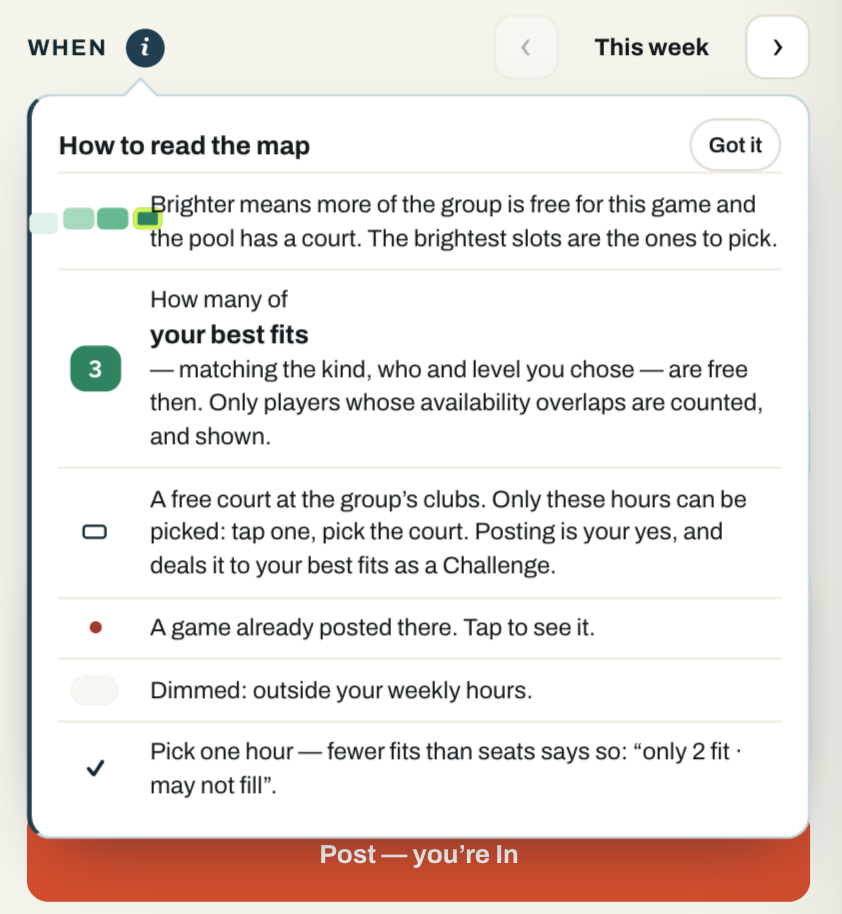 WHEN i ‹ This week ›
How to read the map Got it
Brighter means more of the group is free for this game and
the pool has a court. The brightest slots are the ones to pick.
How many of
your best fits
3
— matching the kind, who and level you chose — are free
then. Only players whose availability overlaps are counted,
and shown.
A free court at the group’s clubs. Only these hours can be
picked: tap one, pick the court. Posting is your yes, and
deals it to your best fits as a Challenge.
A game already posted there. Tap to see it.
Dimmed: outside your weekly hours.
Pick one hour — fewer fits than seats says so: “only 2 fit ·
may not fill”.
Post — you’re In